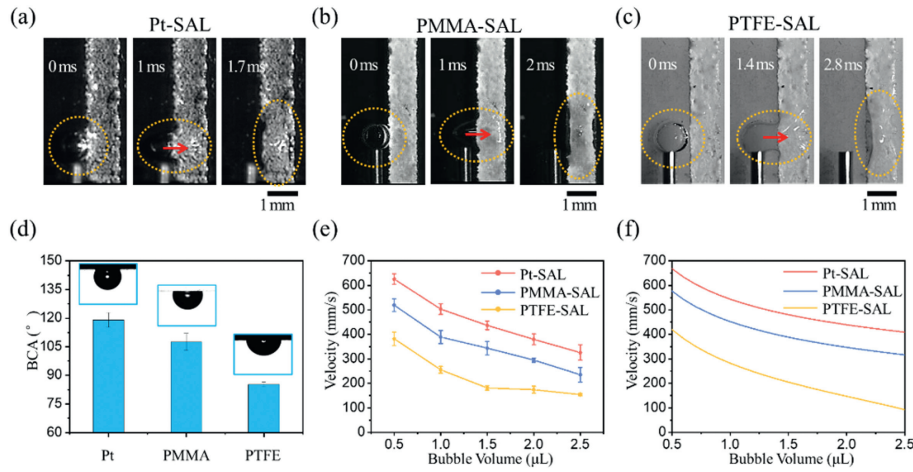 (a) Pt-SAL
0 ms 1 ms 1.7 ms
1 mm
(b) PMMA-SAL
0 ms 1 ms 2 ms
1 mm
(c) PTFE-SAL
0 ms 1.4 ms 2.8 ms
1 mm
(d)
BCA (°)
150
135
120
105
90
75
60
Pt PMMA PTFE
(e)
Velocity (mm/s)
700
600
500
400
300
200
100
0
Pt-SAL
PMMA-SAL
PTFE-SAL
0.5 1.0 1.5 2.0 2.5
Bubble Volume (μL)
(f)
Velocity (mm/s)
700
600
500
400
300
200
100
0
Pt-SAL
PMMA-SAL
PTFE-SAL
0.5 1.0 1.5 2.0 2.5
Bubble Volume (μL)